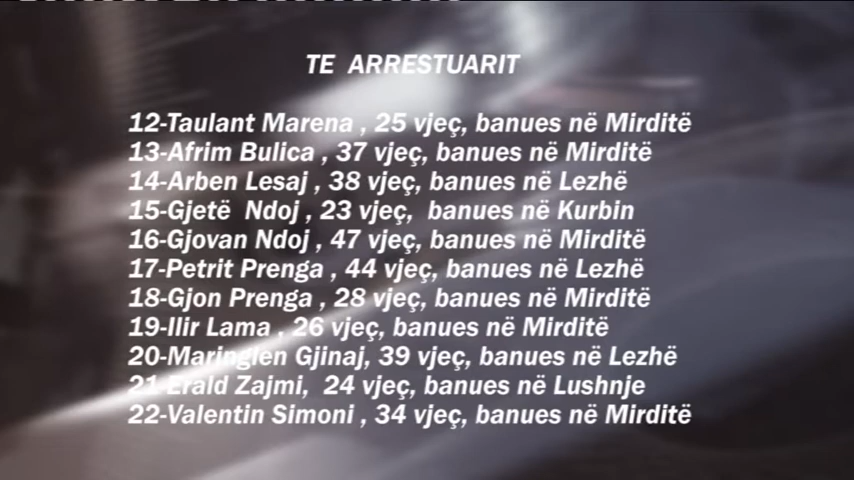 TE ARRESTUARIT
12-Taulant Marena , 25 vjeç, banues në Mirditë
13-Afrim Bulica , 37 vjeç, banues në Mirditë
14-Arben Lesaj , 38 vjeç, banues në Lezhë
15-Gjetë Ndoj , 23 vjeç, banues në Kurbin
16-Gjovan Ndoj , 47 vjeç, banues në Mirditë
17-Petrit Prenga , 44 vjeç, banues në Lezhë
18-Gjon Prenga , 28 vjeç, banues në Mirditë
19-Ilir Lama , 26 vjeç, banues në Mirditë
20-Maringlen Gjinaj, 39 vjeç, banues në Lezhë
21-Erald Zajmi, 24 vjeç, banues në Lushnje
22-Valentin Simoni , 34 vjeç, banues në Mirditë